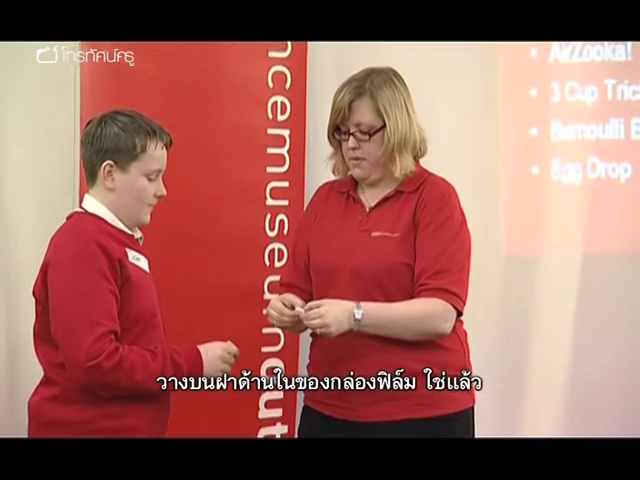 โทรทัศน์ครู
ncemuseumout
AirZooka!
3 Cup Tric
Bernoulli E
Egg Drop
วางบนฝาด้านในของกล่องฟิล์ม ใช่แล้ว